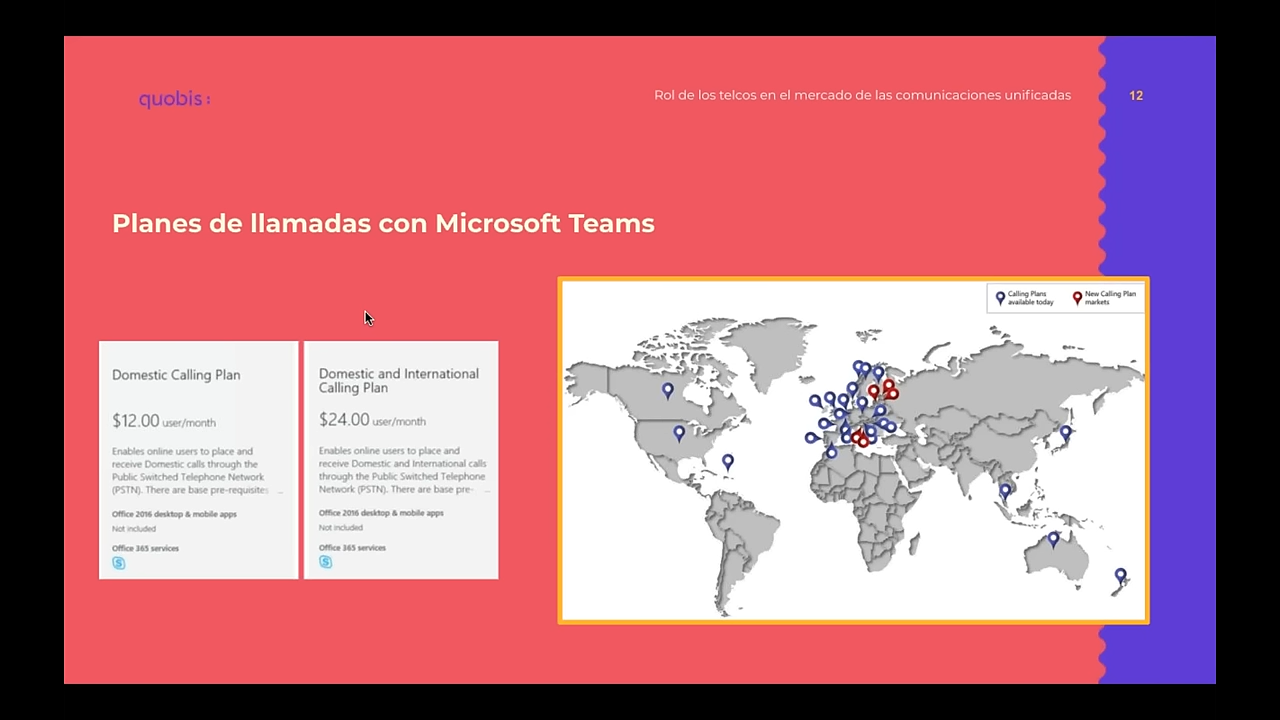 quobis:
Rol de los telcos en el mercado de las comunicaciones unificadas
12
Planes de llamadas con Microsoft Teams
Calling Plans
available today
New Calling Plan
markets
Domestic Calling Plan
$12.00 user/month
Enables online users to place and
receive Domestic calls through the
Public Switched Telephone Network
(PSTN). There are base pre-requisites ...
Office 2016 desktop & mobile apps
Not included
Office 365 services
Domestic and International
Calling Plan
$24.00 user/month
Enables online users to place and
receive Domestic and International calls
through the Public Switched Telephone
Network (PSTN). There are base pre- ...
Office 2016 desktop & mobile apps
Not included
Office 365 services